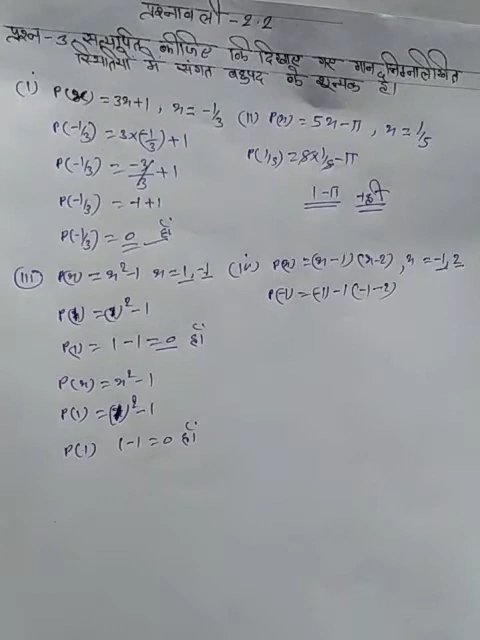 प्रश्नावली - 2.2
प्रश्न - 3 सत्यापित कीजिए कि दिखाए गए मान निम्नलिखित
स्थितियो में संगत बहुपद के शून्यक है।
(i) P(x) = 3x+1, x = -1/3
P(-1/3) = 3×(-1/3)+1
P(-1/3) = -3/3 +1
P(-1/3) = -1+1
P(-1/3) = 0 हाँ
(ii) P(x) = 5x-π, x = 1/5
P(1/5) = 5×1/5-π
1-π नही
(iii) P(x) = x²-1 x = 1,-1
P(1) = (1)²-1
P(1) = 1-1 = 0 हाँ
P(x) = x²-1
P(1) = (1)²-1
P(1) 1-1 = 0 हाँ
(iv) P(x) = (x-1)(x-2), x = -1,2
P(-1) = (-1)-1(-1-2)